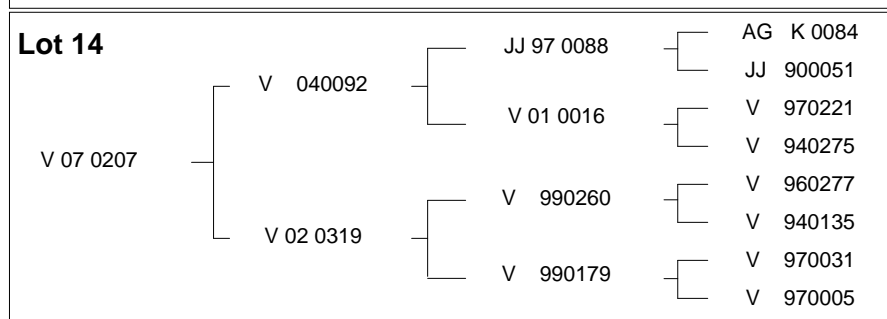 Lot 14
AG K 0084
JJ 97 0088
JJ 900051
V 040092
V 970221
V 01 0016
V 940275
V 07 0207
V 960277
V 990260
V 940135
V 02 0319
V 970031
V 990179
V 970005